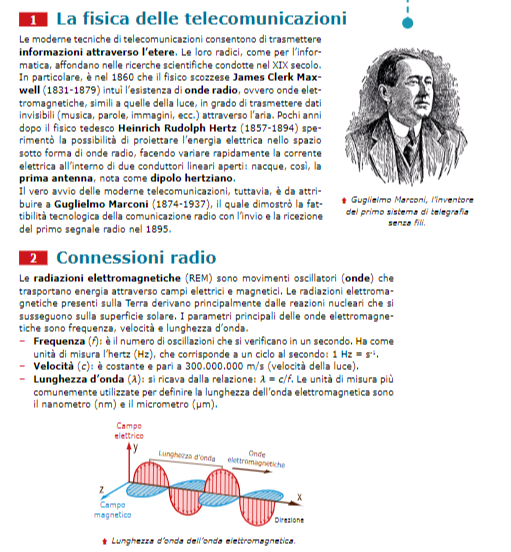 1 La fisica delle telecomunicazioni
Le moderne tecniche di telecomunicazioni consentono di trasmettere
informazioni attraverso l'etere. Le loro radici, come per l'infor-
matica, affondano nelle ricerche scientifiche condotte nel XIX secolo.
In particolare, è nel 1860 che il fisico scozzese James Clerk Max-
well (1831-1879) intuì l'esistenza di onde radio, ovvero onde elet-
tromagnetiche, simili a quelle della luce, in grado di trasmettere dati
invisibili (musica, parole, immagini, ecc.) attraverso l'aria. Pochi anni
dopo il fisico tedesco Heinrich Rudolph Hertz (1857-1894) spe-
rimentò la possibilità di proiettare l'energia elettrica nello spazio
sotto forma di onde radio, facendo variare rapidamente la corrente
elettrica all'interno di due conduttori lineari aperti: nacque, così, la
prima antenna, nota come dipolo hertziano.
Il vero avvio delle moderne telecomunicazioni, tuttavia, è da attri-
buire a Guglielmo Marconi (1874-1937), il quale dimostrò la fat-
tibilità tecnologica della comunicazione radio con l'invio e la ricezione
del primo segnale radio nel 1895.
Guglielmo Marconi, l'inventore
del primo sistema di telegrafia
senza fili.
2 Connessioni radio
Le radiazioni elettromagnetiche (REM) sono movimenti oscillatori (onde) che
trasportano energia attraverso campi elettrici e magnetici. Le radiazioni elettroma-
gnetiche presenti sulla Terra derivano principalmente dalle reazioni nucleari che si
susseguono sulla superficie solare. I parametri principali delle onde elettromagne-
tiche sono frequenza, velocità e lunghezza d'onda.
– Frequenza (f): è il numero di oscillazioni che si verificano in un secondo. Ha come
unità di misura l'hertz (Hz), che corrisponde a un ciclo al secondo: 1 Hz = s⁻¹.
– Velocità (c): è costante e pari a 300.000.000 m/s (velocità della luce).
– Lunghezza d'onda (λ): si ricava dalla relazione: λ = c/f. Le unità di misura più
comunemente utilizzate per definire la lunghezza dell'onda elettromagnetica sono
il nanometro (nm) e il micrometro (µm).
Campo
elettrico
y
Lunghezza d'onda
Onde
elettromagnetiche
z
Campo
magnetico
x
Direzione
Lunghezza d'onda dell'onda elettromagnetica.